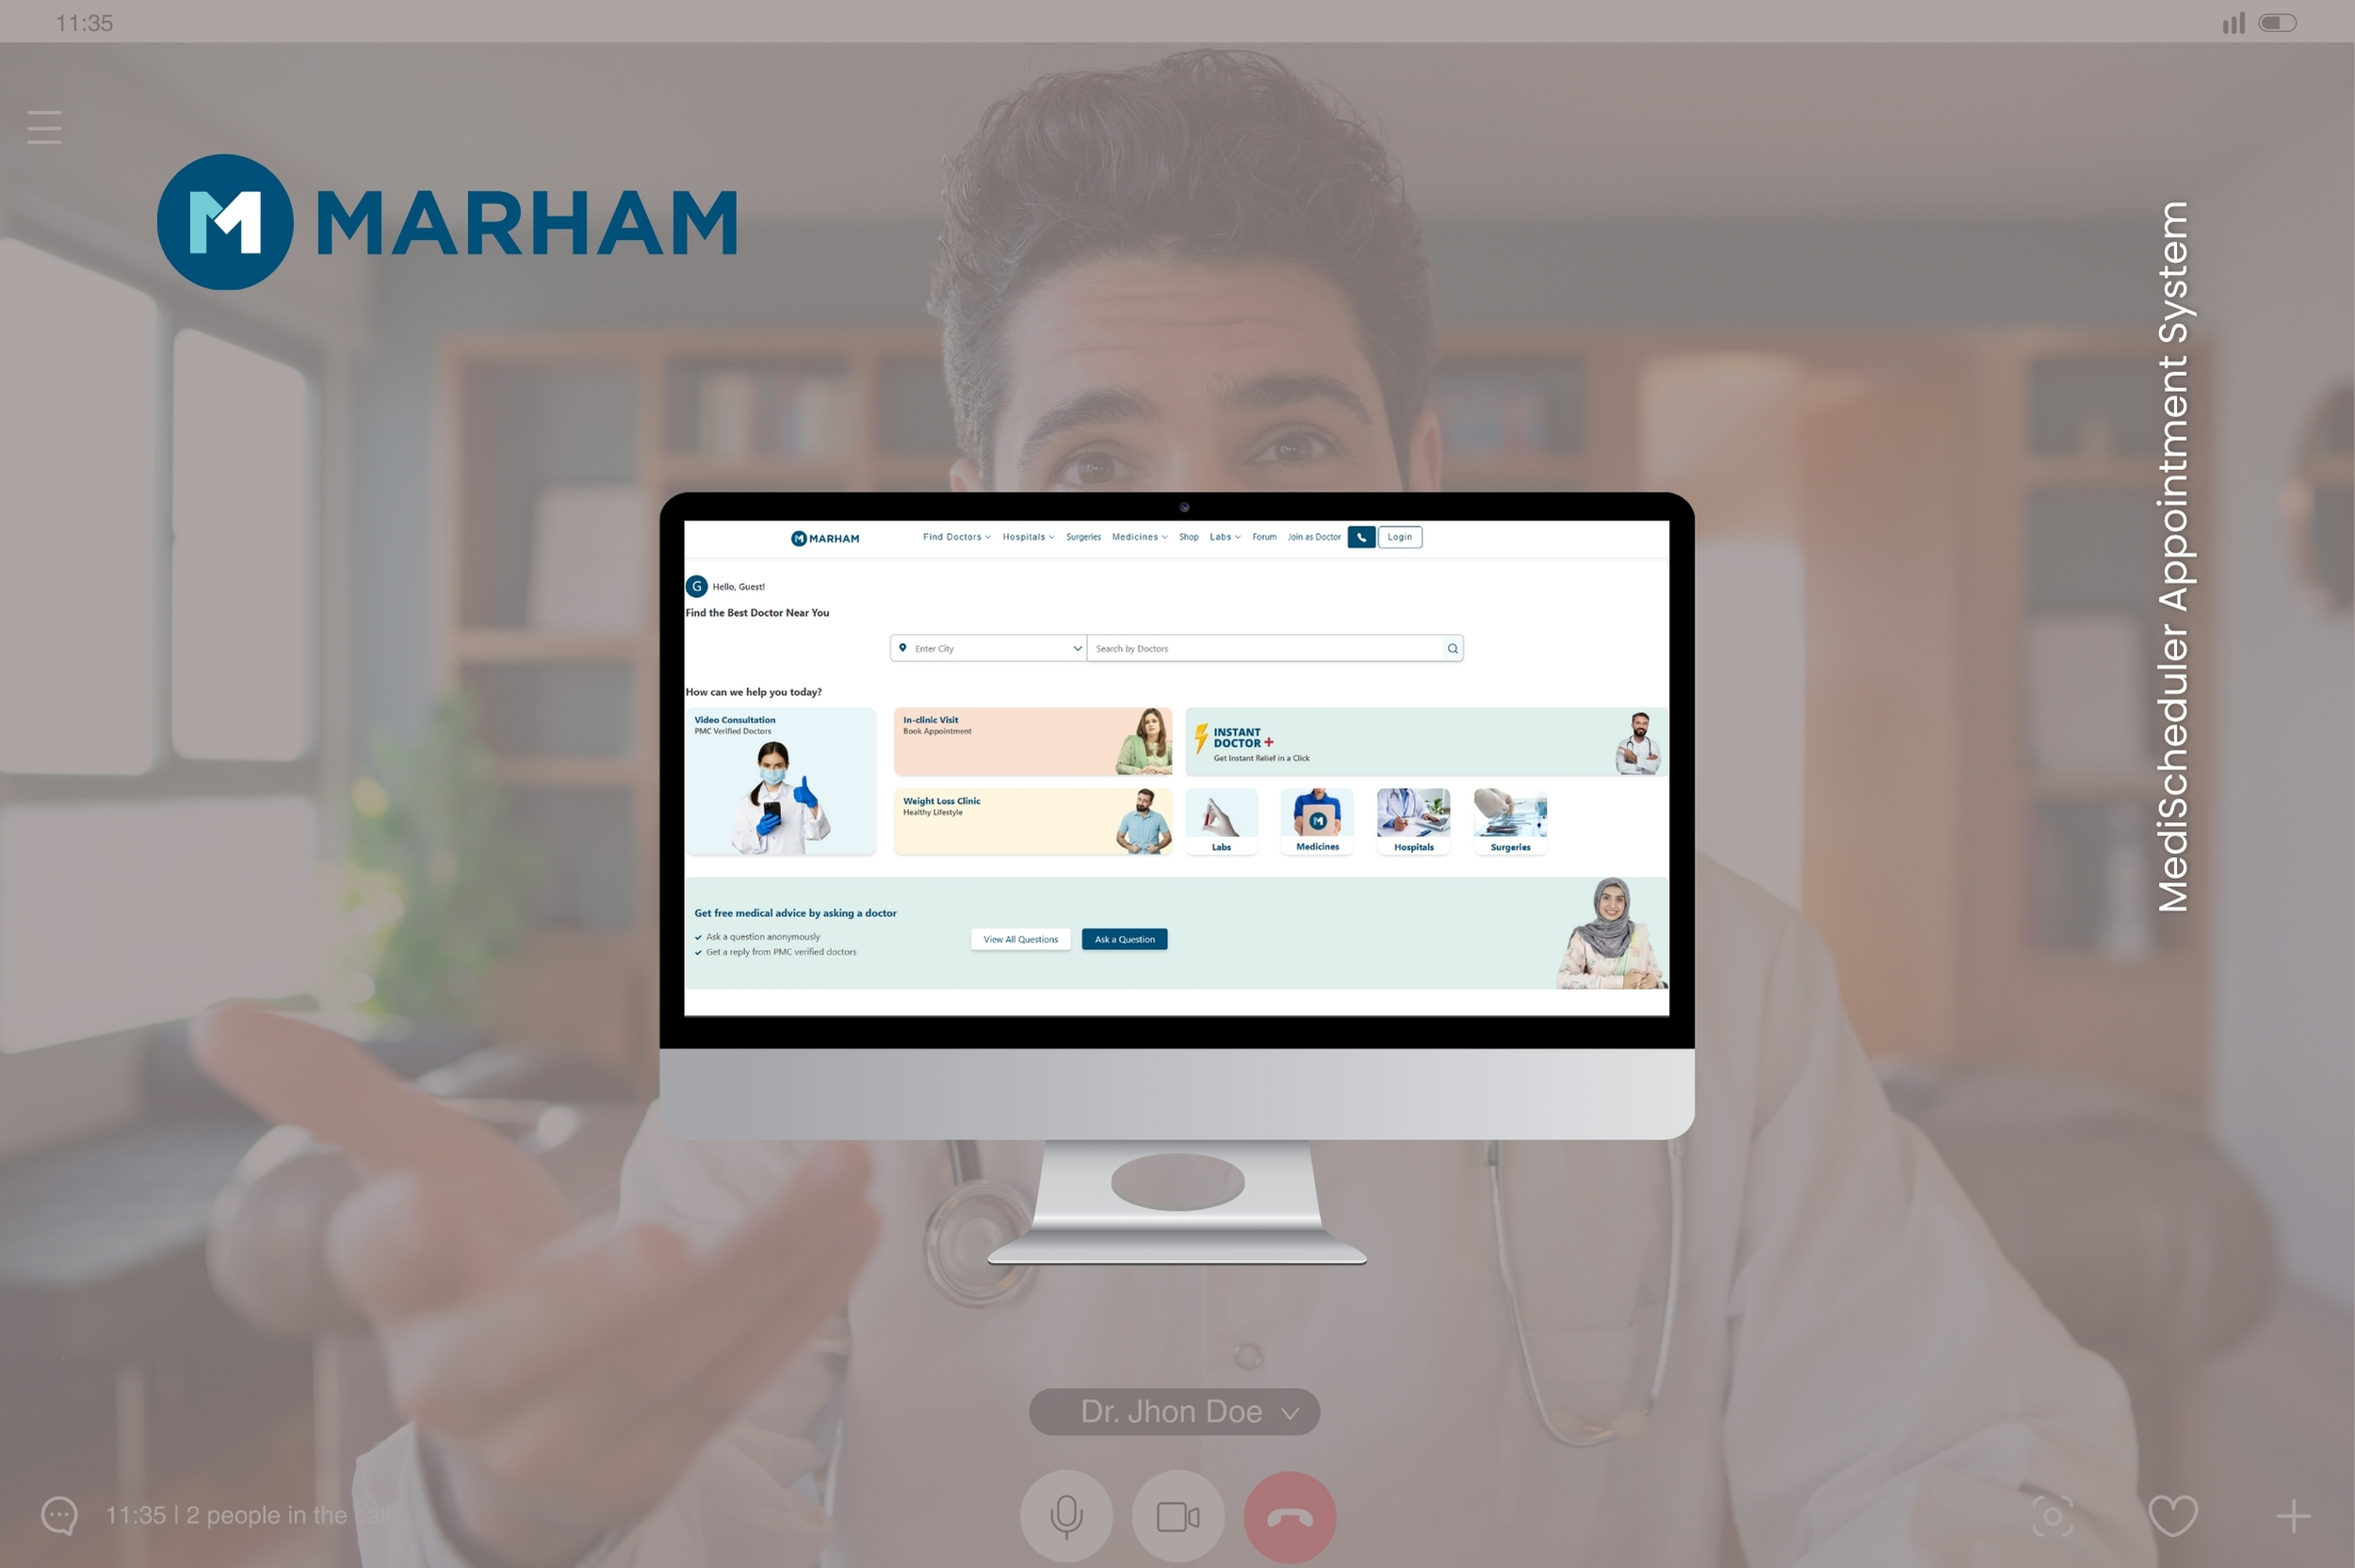 11:35
MARHAM
MediScheduler Appointment System
MARHAM
Find Doctors
Hospitals
Surgeries
Medicines
Shop
Labs
Forum
Join as Doctor
Login
G
Hello, Guest!
Find the Best Doctor Near You
Enter City
Search by Doctors
How can we help you today?
Video Consultation
PMC Verified Doctors
In-clinic Visit
Book Appointment
INSTANT
DOCTOR +
Get Instant Relief in a Click
Weight Loss Clinic
Healthy Lifestyle
Labs
Medicines
Hospitals
Surgeries
Get free medical advice by asking a doctor
Ask a question anonymously
Get a reply from PMC verified doctors
View All Questions
Ask a Question
Dr. Jhon Doe
11:35 | 2 people in the call